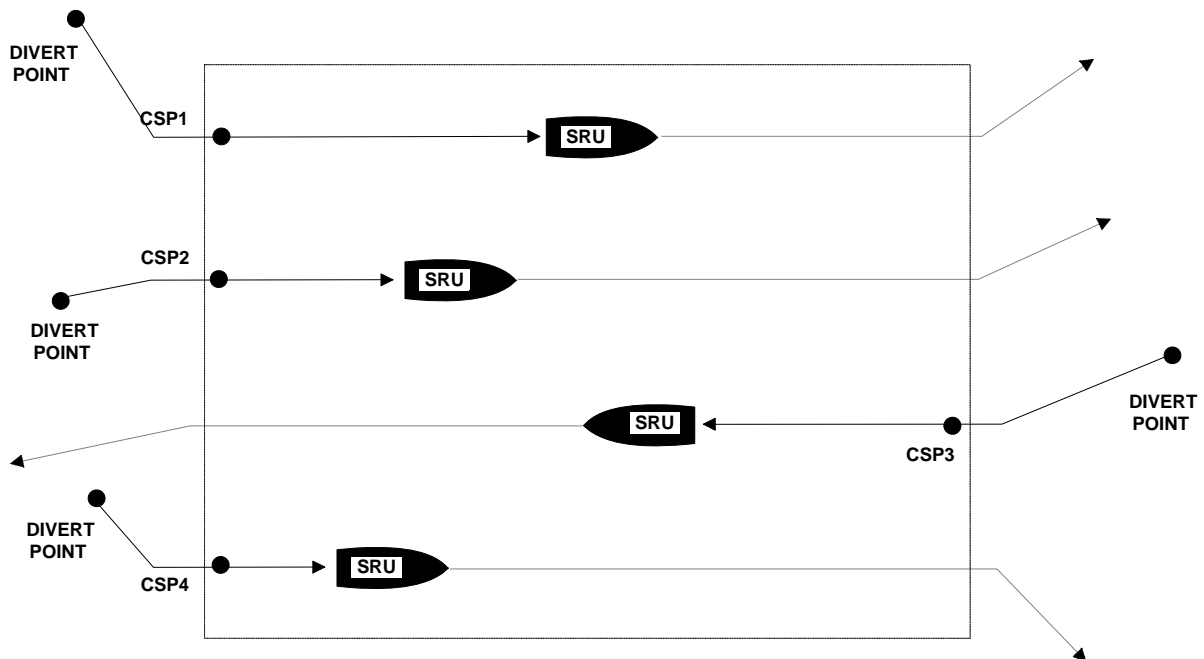 DIVERT
POINT
CSP1
SRU
CSP2
SRU
DIVERT
POINT
SRU
CSP3
DIVERT
POINT
DIVERT
POINT
CSP4
SRU